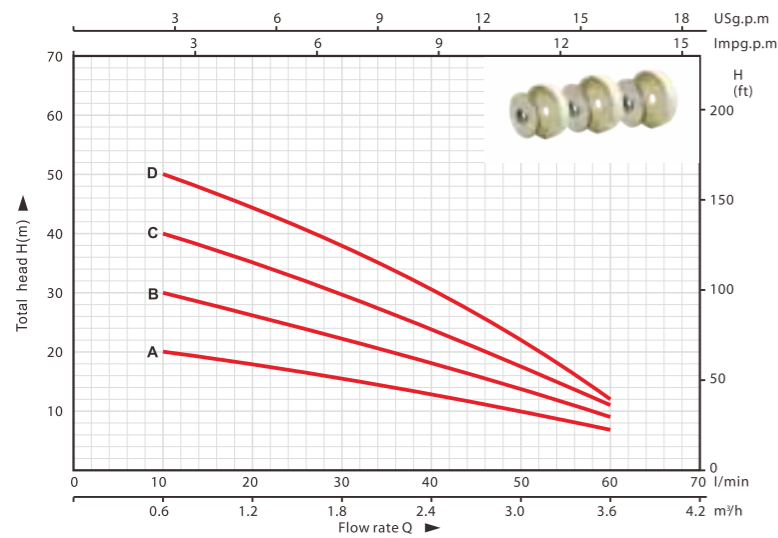 3 6 9 12 15 18 USg.p.m
3 6 9 12 15 Impg.p.m
70
H
(ft)
60
200
50
D
150
Total head H(m)
40
C
30
B
100
20
A
50
10
0
0 10 20 30 40 50 60 70 l/min
0.6 1.2 1.8 2.4 3.0 3.6 4.2 m³/h
Flow rate Q